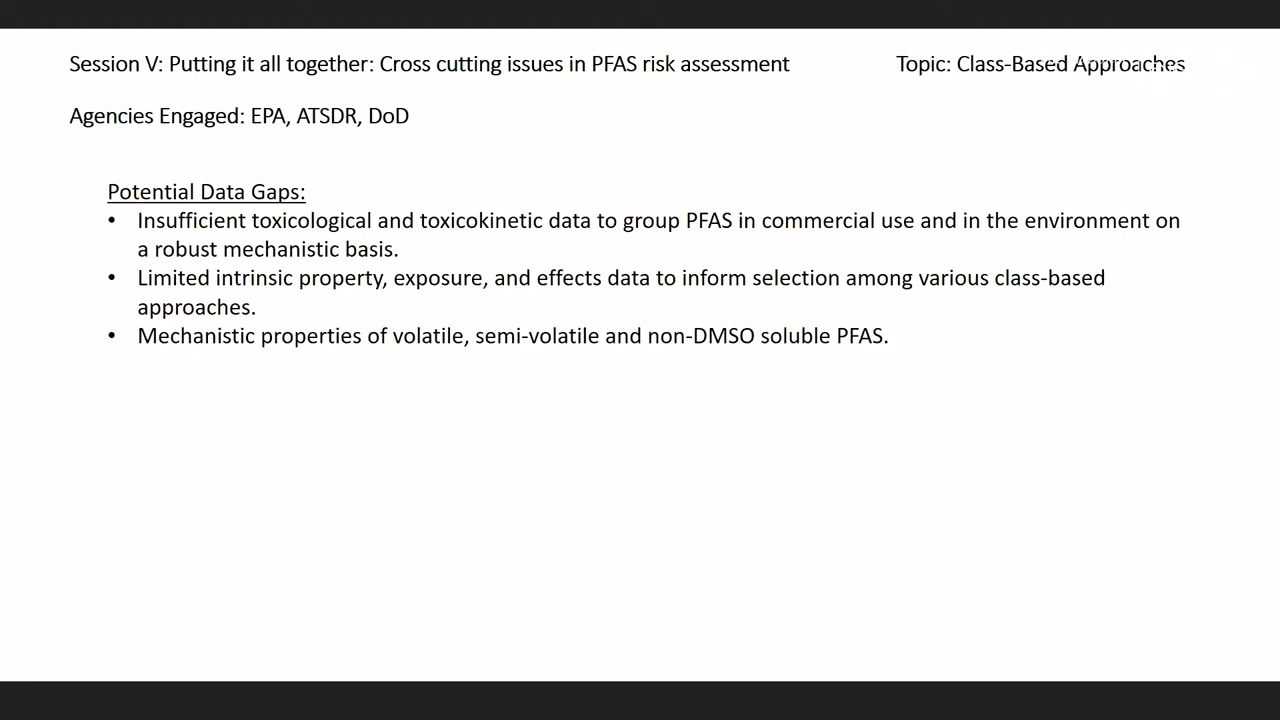 Session V: Putting it all together: Cross cutting issues in PFAS risk assessment Topic: Class-Based Approaches
Agencies Engaged: EPA, ATSDR, DoD
Potential Data Gaps:
• Insufficient toxicological and toxicokinetic data to group PFAS in commercial use and in the environment on
a robust mechanistic basis.
• Limited intrinsic property, exposure, and effects data to inform selection among various class-based
approaches.
• Mechanistic properties of volatile, semi-volatile and non-DMSO soluble PFAS.